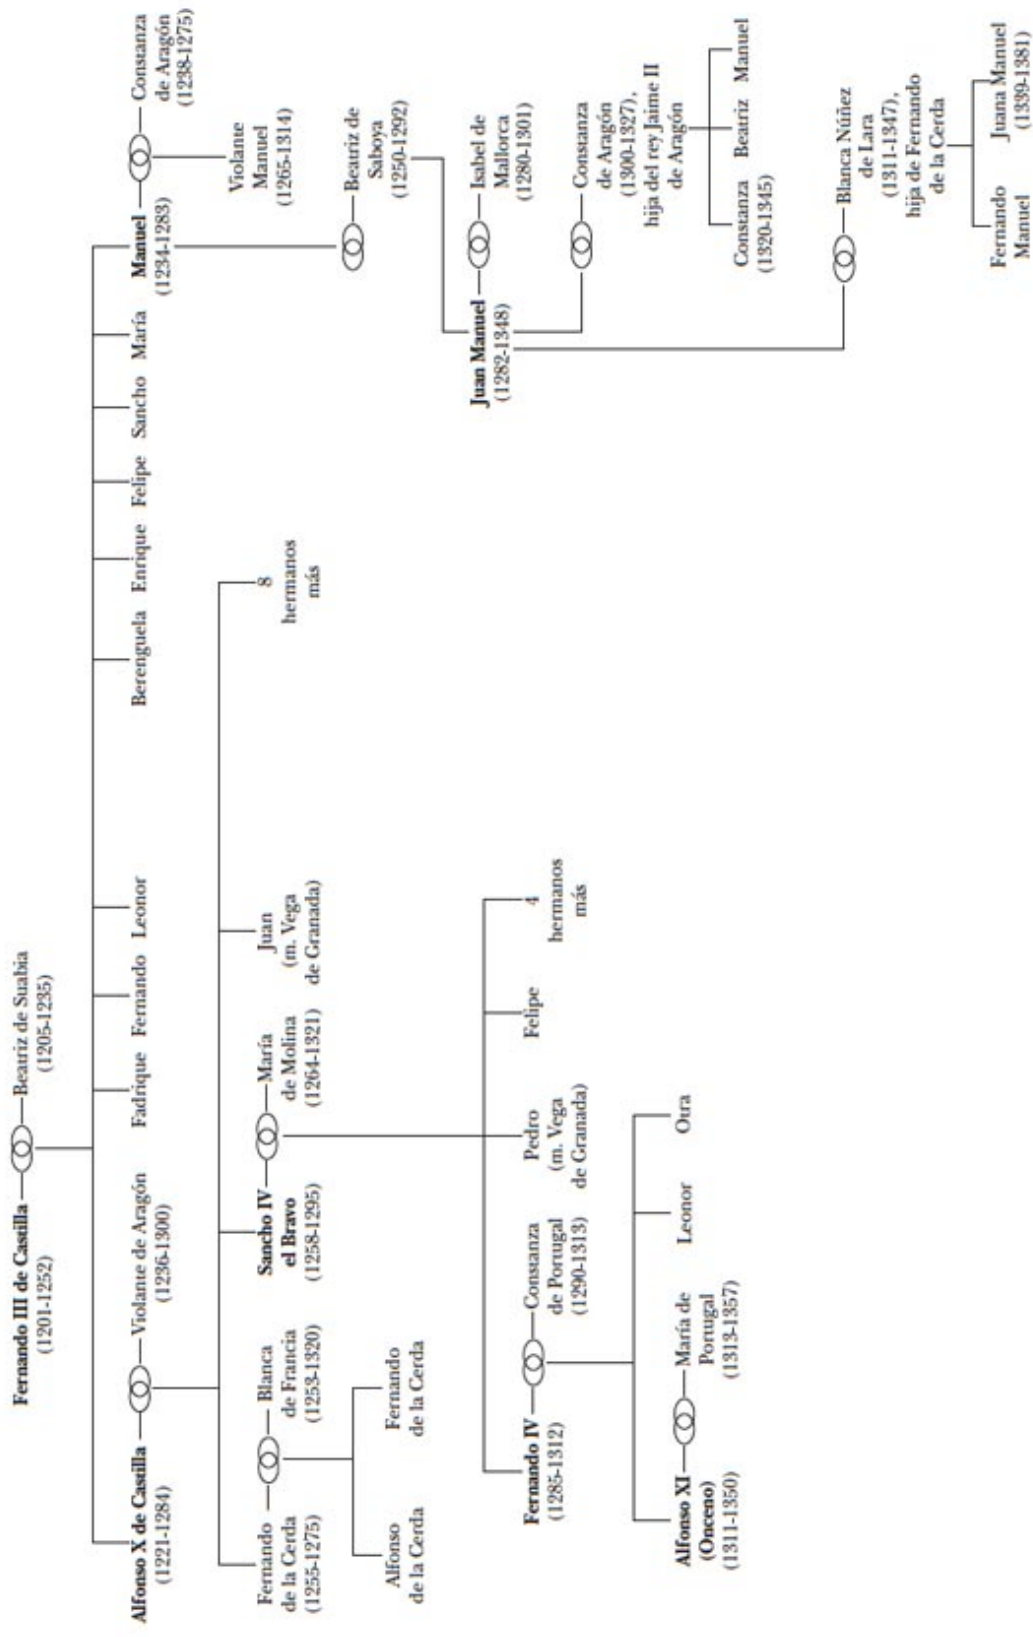 Fernando III de Castilla
(1201-1252)
Beatriz de Suabia
(1205-1235)
Alfonso X de Castilla
(1221-1284)
Violante de Aragón
(1236-1300)
Fadrique
Fernando
Leonor
Berenguela
Enrique
Felipe
Sancho
María
Manuel
(1234-1283)
Constanza
de Aragón
(1238-1275)
Violante
Manuel
(1265-1314)
Beatriz de
Saboya
(1250-1292)
Fernando
de la Cerda
(1255-1275)
Blanca
de Francia
(1253-1320)
Sancho IV
el Bravo
(1258-1295)
María
de Molina
(1264-1321)
Juan
(m. Vega
de Granada)
8
hermanos
más
Alfonso
de la Cerda
Fernando
de la Cerda
Juan Manuel
(1282-1348)
Isabel de
Mallorca
(1280-1301)
Constanza
de Aragón
(1300-1327),
hija del rey Jaime II
de Aragón
Fernando IV
(1285-1312)
Constanza
de Portugal
(1290-1313)
Pedro
(m. Vega
de Granada)
Felipe
4
hermanos
más
Constanza
(1320-1345)
Beatriz
Manuel
Alfonso XI
(Onceno)
(1311-1350)
María de
Portugal
(1313-1357)
Leonor
Otra
Blanca Núñez
de Lara
(1311-1347),
hija de Fernando
de la Cerda
Fernando
Manuel
Juana Manuel
(1339-1381)